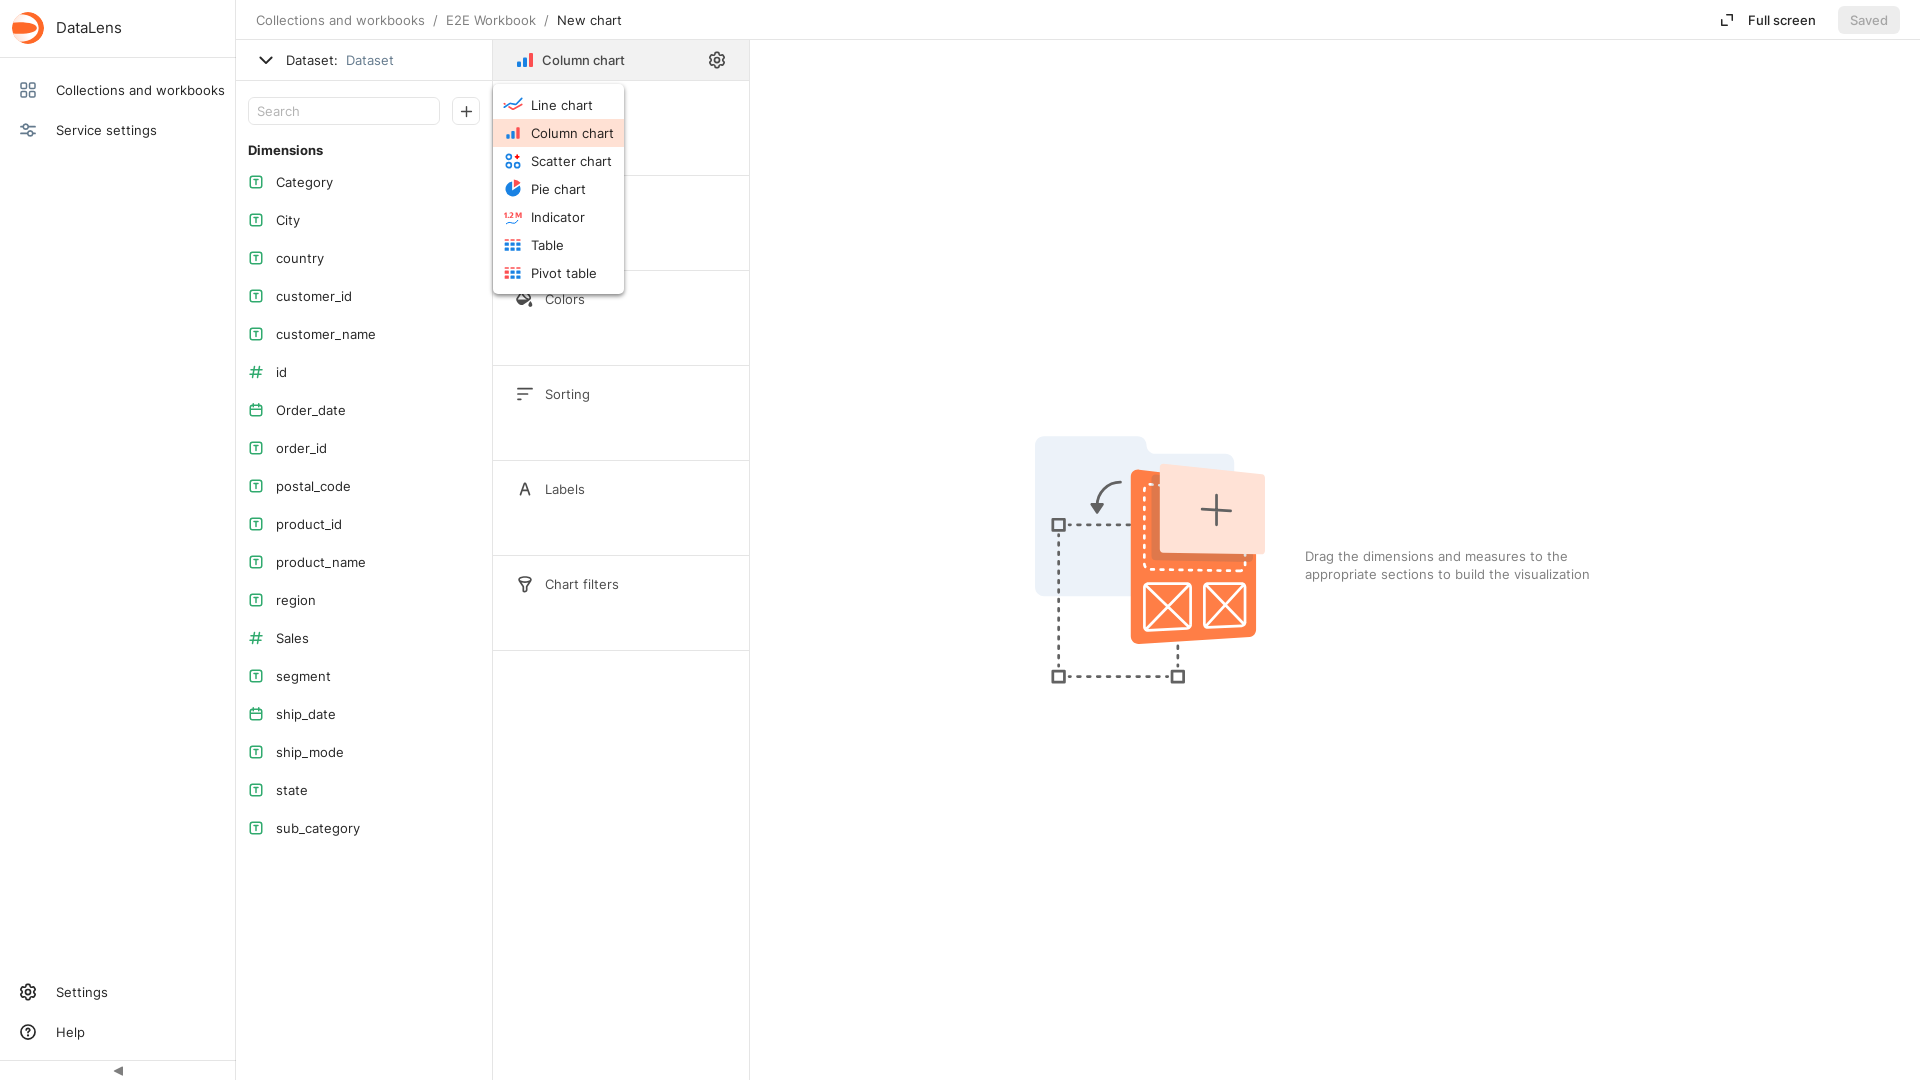 DataLens
Collections and workbooks
Service settings
Settings
Help
Collections and workbooks / E2E Workbook / New chart
Full screen
Saved
Dataset: Dataset
Search
Dimensions
Category
City
country
customer_id
customer_name
id
Order_date
order_id
postal_code
product_id
product_name
region
Sales
segment
ship_date
ship_mode
state
sub_category
Column chart
Line chart
Column chart
Scatter chart
Pie chart
1.2M
Indicator
Table
Pivot table
Colors
Sorting
Labels
Chart filters
Drag the dimensions and measures to the
appropriate sections to build the visualization